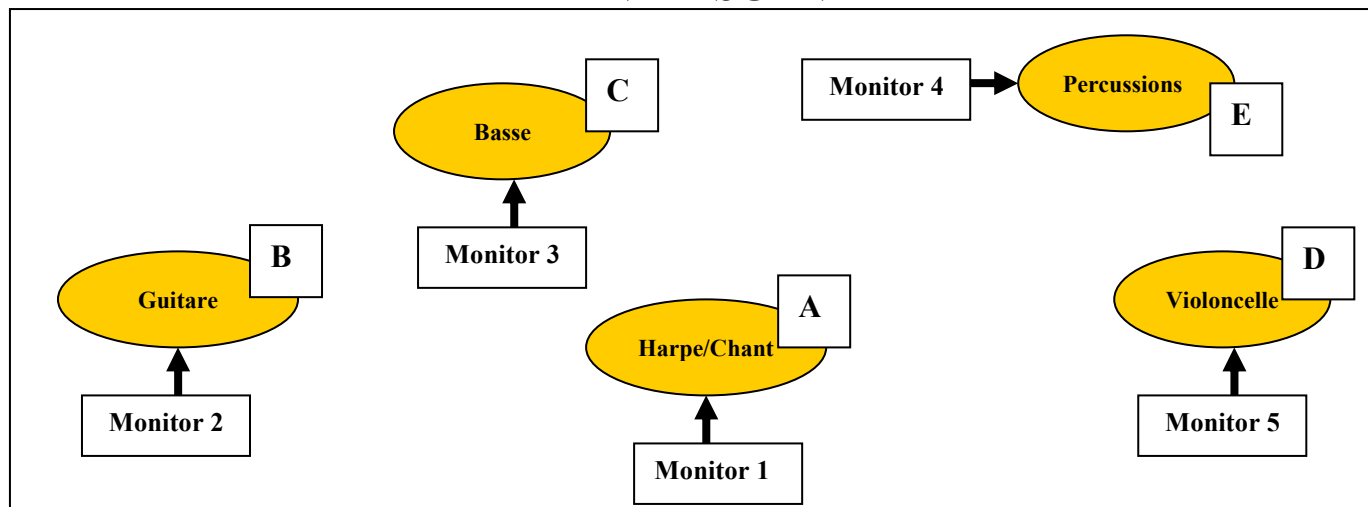 C
Monitor 4
Percussions
E
Basse
B
Monitor 3
D
Guitare
A
Violoncelle
Harpe/Chant
Monitor 2
Monitor 5
Monitor 1